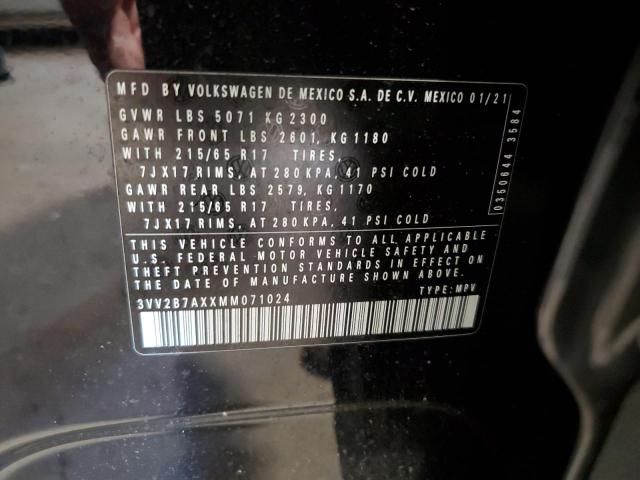 MFD BY VOLKSWAGEN DE MEXICO S.A. DE C.V. MEXICO 01/21
GVWR LBS 5071 KG 2300
GAWR FRONT LBS 2601, KG 1180
WITH 215/65 R17 TIRES,
7JX17 RIMS, AT 280 KPA, 41 PSI COLD
GAWR REAR LBS 2579, KG 1170
WITH 215/65 R17 TIRES,
7JX17 RIMS, AT 280 KPA, 41 PSI COLD
THIS VEHICLE CONFORMS TO ALL APPLICABLE
U.S. FEDERAL MOTOR VEHICLE SAFETY AND
THEFT PREVENTION STANDARDS IN EFFECT ON
THE DATE OF MANUFACTURE SHOWN ABOVE.
3VV2B7AXXMM071024 TYPE: MPV
0350644 3584